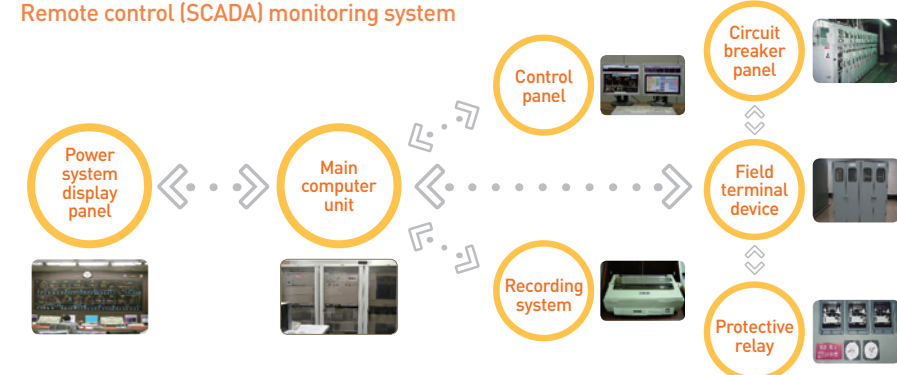 Remote control (SCADA) monitoring system
Circuit
breaker
panel
Control
panel
Power
system
display
panel
Main
computer
unit
Field
terminal
device
Recording
system
Protective
relay